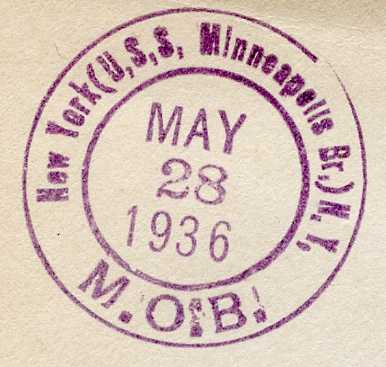 New York (U.S.S. Minneapolis Br.) N.Y.
MAY
28
1936
M.O.B.